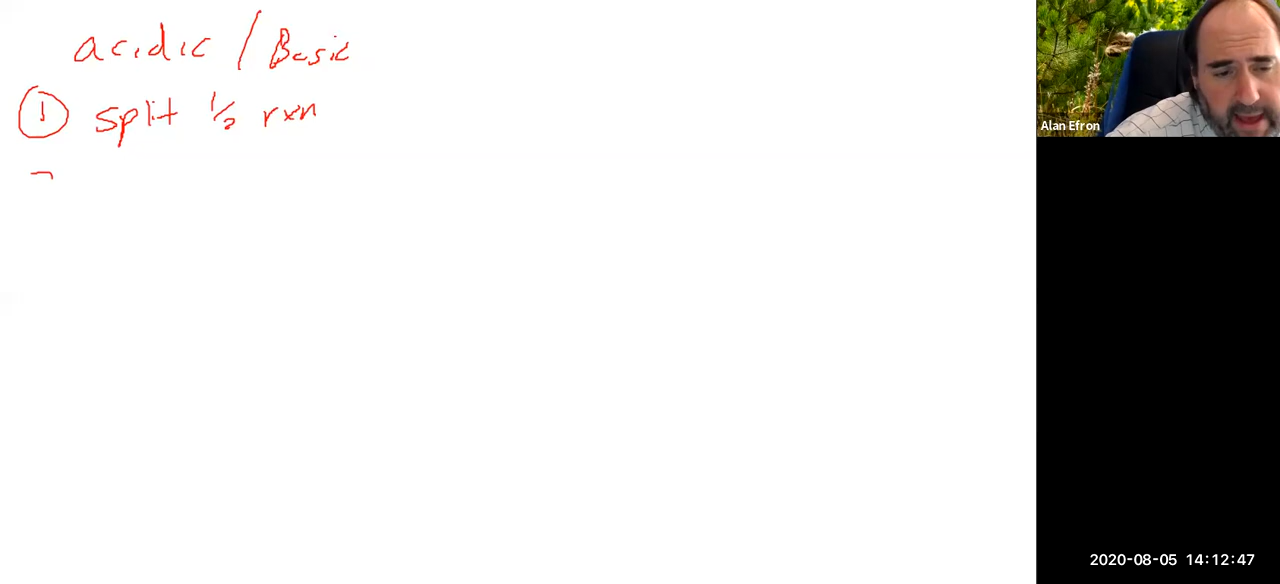 acidic / Basic
① split 1/2 rxn
Alan Efron
2020-08-05 14:12:47